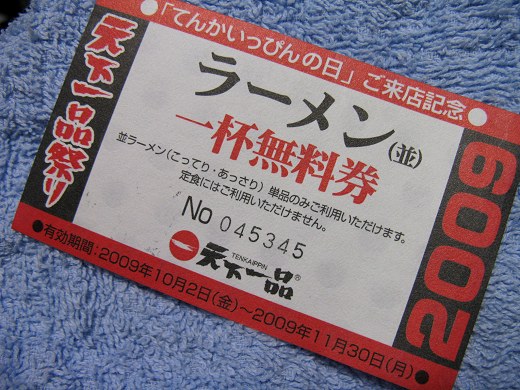 「てんかいっぴんの日」ご来店記念
天下一品祭り
ラーメン(並)
一杯無料券
並ラーメン(こってり・あっさり)単品のみご利用いただけます。
定食にはご利用いただけません。
No 045345
天下一品®
TENKAIPPIN
2009
●有効期間:2009年10月2日(金)〜2009年11月30日(月)●